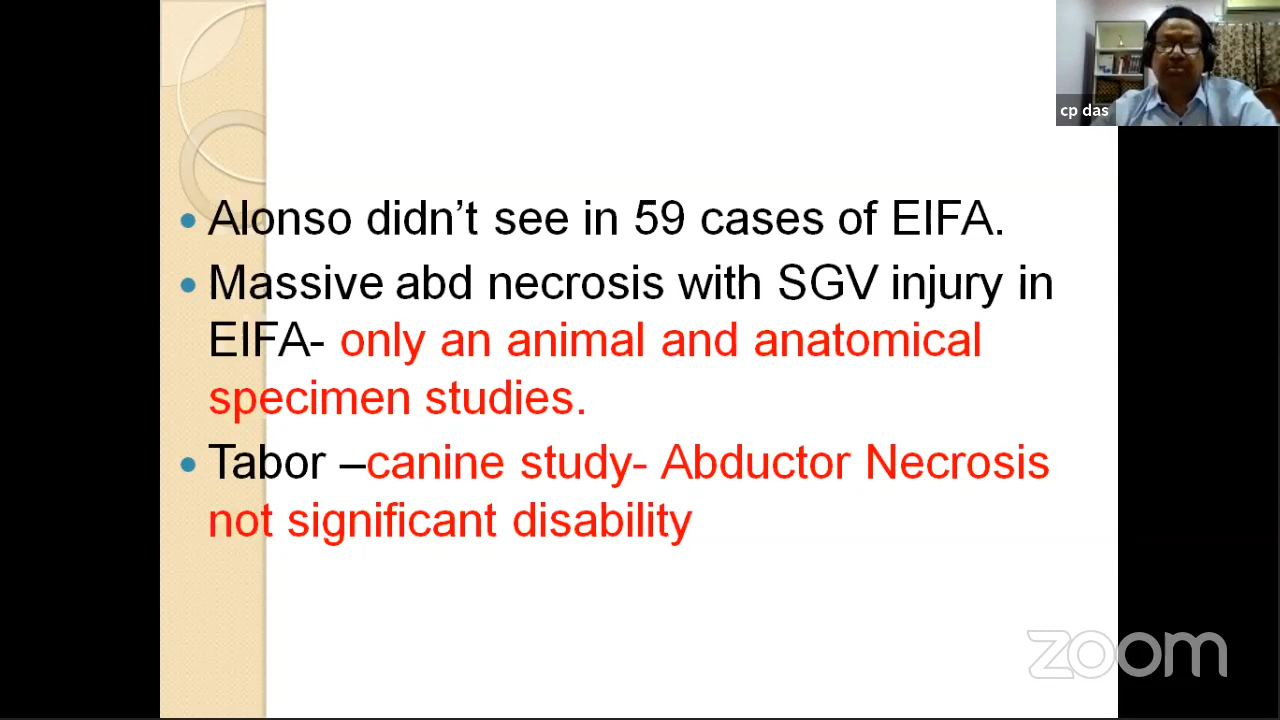 cp das
Alonso didn’t see in 59 cases of EIFA.
Massive abd necrosis with SGV injury in
EIFA- only an animal and anatomical
specimen studies.
Tabor –canine study- Abductor Necrosis
not significant disability
zoom